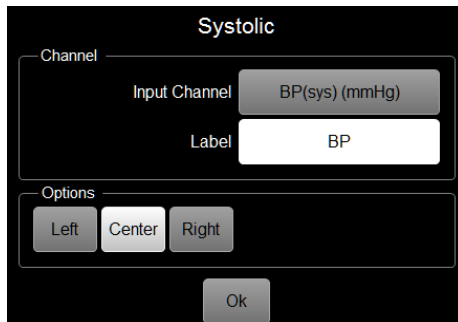 Systolic
Channel
Input Channel BP(sys) (mmHg)
Label BP
Options
Left Center Right
Ok